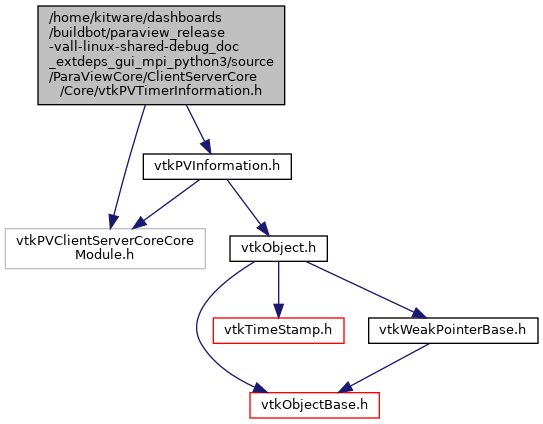 /home/kitware/dashboards
/buildbot/paraview_release
-vall-linux-shared-debug_doc
_extdeps_gui_mpi_python3/source
/ParaViewCore/ClientServerCore
/Core/vtkPVTimerInformation.h
vtkPVInformation.h
vtkPVClientServerCoreCore
Module.h
vtkObject.h
vtkTimeStamp.h
vtkWeakPointerBase.h
vtkObjectBase.h